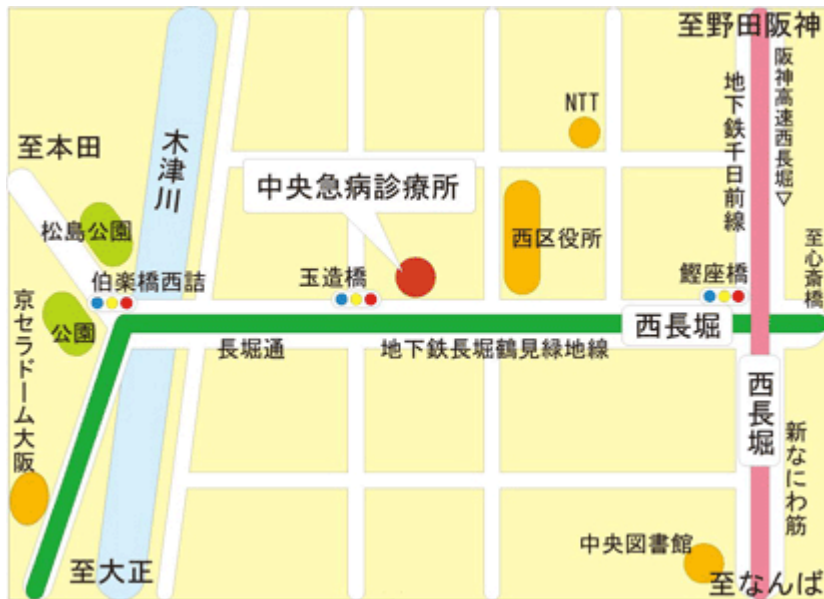 至野田阪神
阪神高速西長堀▽
地下鉄千日前線
NTT
木津川
至本田
中央急病診療所
松島公園
西区役所
至心斎橋
伯楽橋西詰
玉造橋
鰹座橋
京セラドーム大阪
公園
西長堀
長堀通
地下鉄長堀鶴見緑地線
西長堀
新なにわ筋
中央図書館
至大正
至なんば